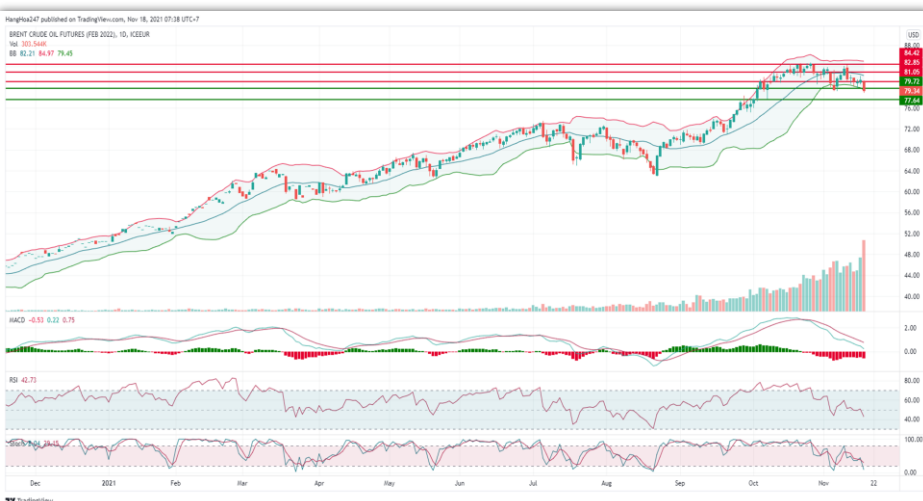 HangHoa247 published on TradingView.com, Nov 18, 2021 07:38 UTC+7
BRENT CRUDE OIL FUTURES (FEB 2022), 1D, ICEEUR
Vol 303.544K
BB 82.21 84.97 79.45
USD
88.00
84.42
82.85
81.05
79.72
79.34
77.64
76.00
72.00
68.00
64.00
60.00
56.00
52.00
48.00
44.00
40.00
MACD -0.53 0.22 0.75
2.00
0.00
RSI 42.73
80.00
60.00
40.00
100.00
0.00
Dec 2021 Feb Mar Apr May Jun Jul Aug Sep Oct Nov 22
TradingView